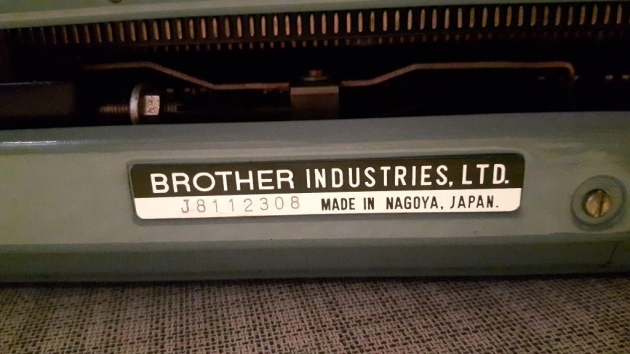 BROTHER INDUSTRIES, LTD.
J8112308 MADE IN NAGOYA, JAPAN.